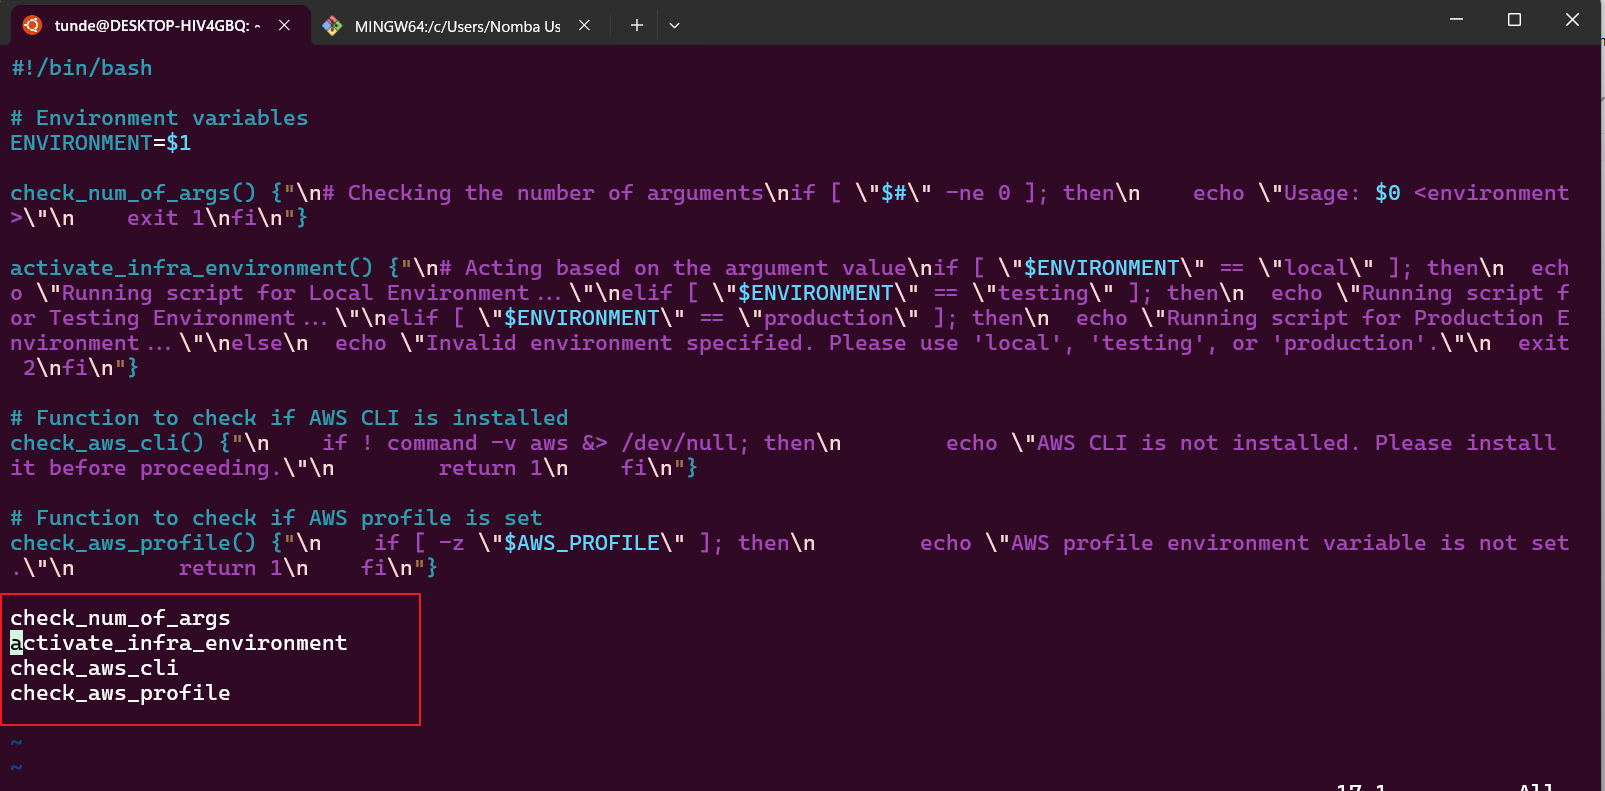 tunde@DESKTOP-HIV4GBQ: ~
MINGW64:/c/Users/Nomba Us
#!/bin/bash
# Environment variables
ENVIRONMENT=$1
check_num_of_args() {"\n# Checking the number of arguments\nif [ \"$#\" -ne 0 ]; then\n    echo \"Usage: $0 <environment
>\"\n    exit 1\nfi\n"}
activate_infra_environment() {"\n# Acting based on the argument value\nif [ \"$ENVIRONMENT\" == \"local\" ]; then\n  ech
o \"Running script for Local Environment...\"\nelif [ \"$ENVIRONMENT\" == \"testing\" ]; then\n  echo \"Running script f
or Testing Environment...\"\nelif [ \"$ENVIRONMENT\" == \"production\" ]; then\n  echo \"Running script for Production E
nvironment...\"\nelse\n  echo \"Invalid environment specified. Please use 'local', 'testing', or 'production'.\"\n  exit
 2\nfi\n"}
# Function to check if AWS CLI is installed
check_aws_cli() {"\n    if ! command -v aws &> /dev/null; then\n        echo \"AWS CLI is not installed. Please install
it before proceeding.\"\n        return 1\n    fi\n"}
# Function to check if AWS profile is set
check_aws_profile() {"\n    if [ -z \"$AWS_PROFILE\" ]; then\n        echo \"AWS profile environment variable is not set
.\"\n        return 1\n    fi\n"}
check_num_of_args
activate_infra_environment
check_aws_cli
check_aws_profile
~
~
17,1 All